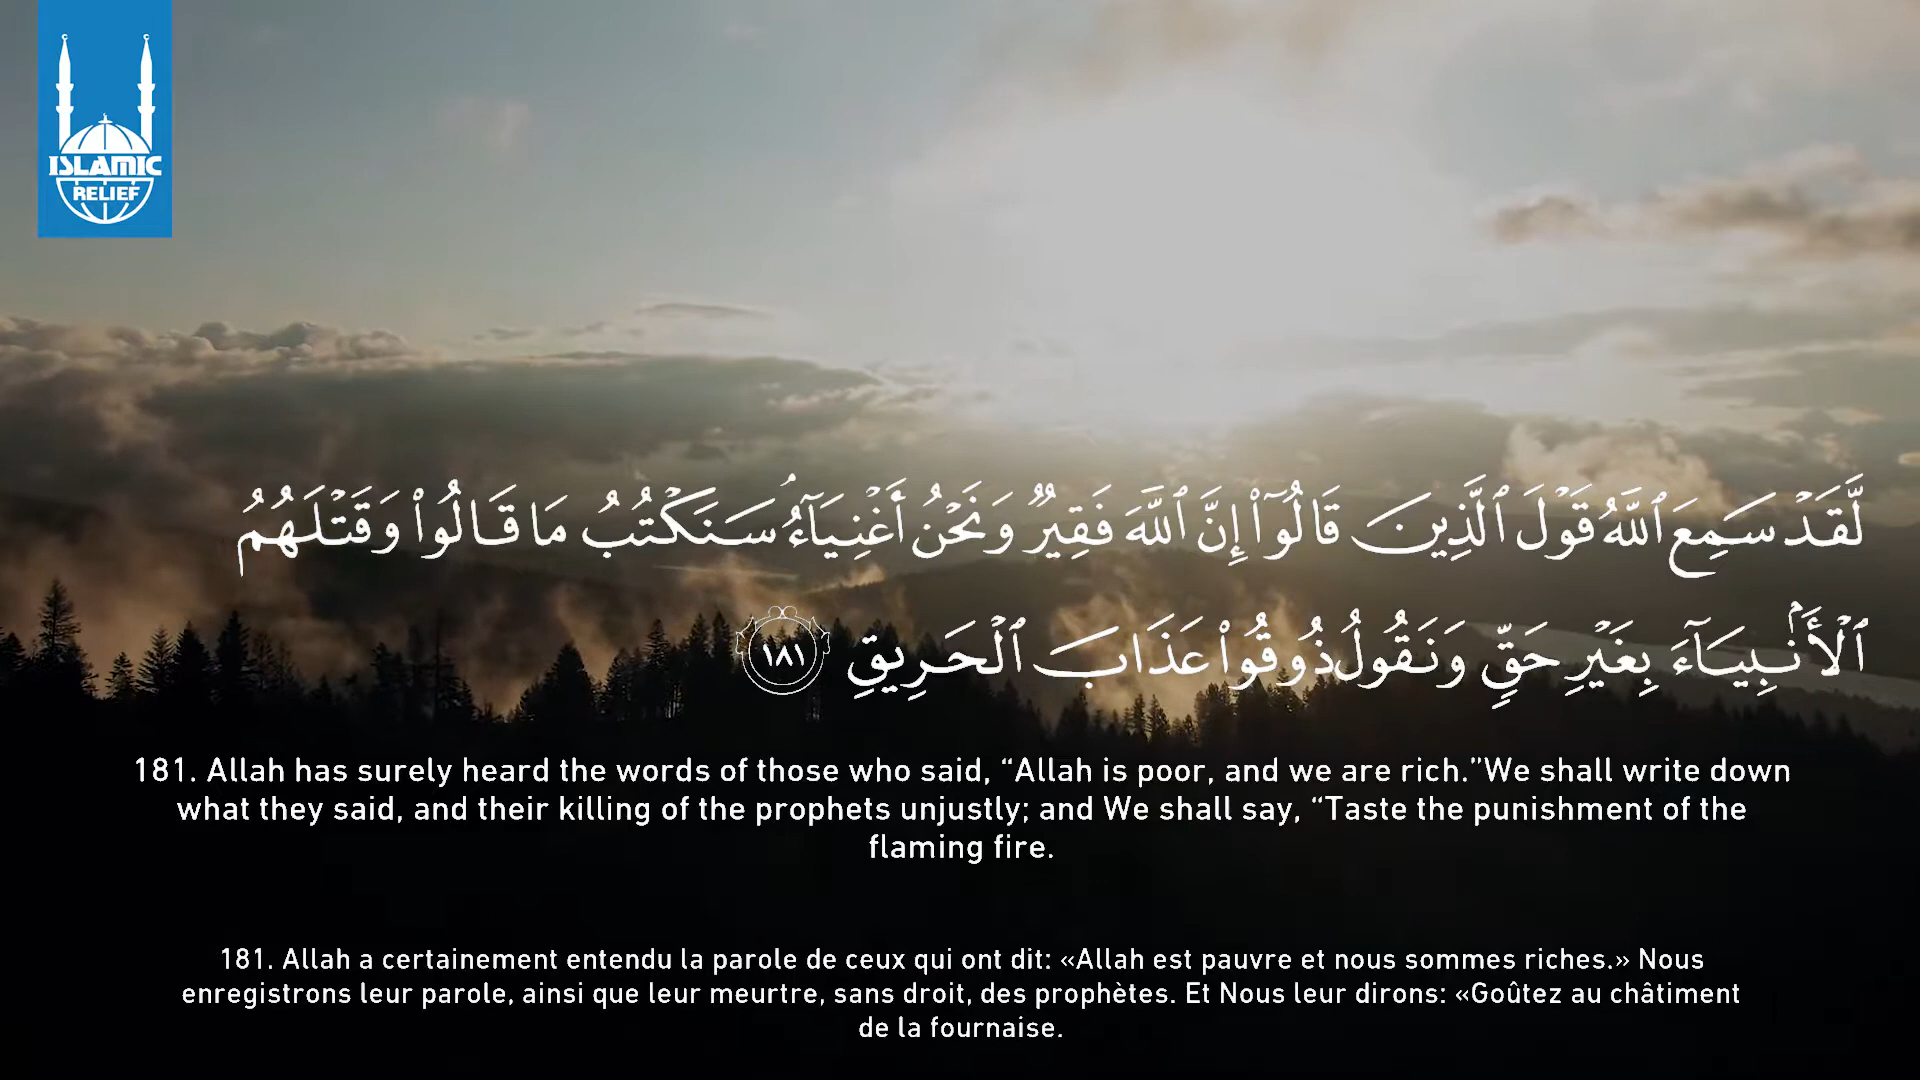 ISLAMIC
RELIEF
لَّقَدْ سَمِعَ ٱللَّهُ قَوْلَ ٱلَّذِينَ قَالُوٓا۟ إِنَّ ٱللَّهَ فَقِيرٌ وَنَحْنُ أَغْنِيَآءُ ۘ سَنَكْتُبُ مَا قَالُوا۟ وَقَتْلَهُمُ
ٱلْأَنۢبِيَآءَ بِغَيْرِ حَقٍّ وَنَقُولُ ذُوقُوا۟ عَذَابَ ٱلْحَرِيقِ ١٨١
181. Allah has surely heard the words of those who said, “Allah is poor, and we are rich.”We shall write down
what they said, and their killing of the prophets unjustly; and We shall say, “Taste the punishment of the
flaming fire.
181. Allah a certainement entendu la parole de ceux qui ont dit: «Allah est pauvre et nous sommes riches.» Nous
enregistrons leur parole, ainsi que leur meurtre, sans droit, des prophètes. Et Nous leur dirons: «Goûtez au châtiment
de la fournaise.